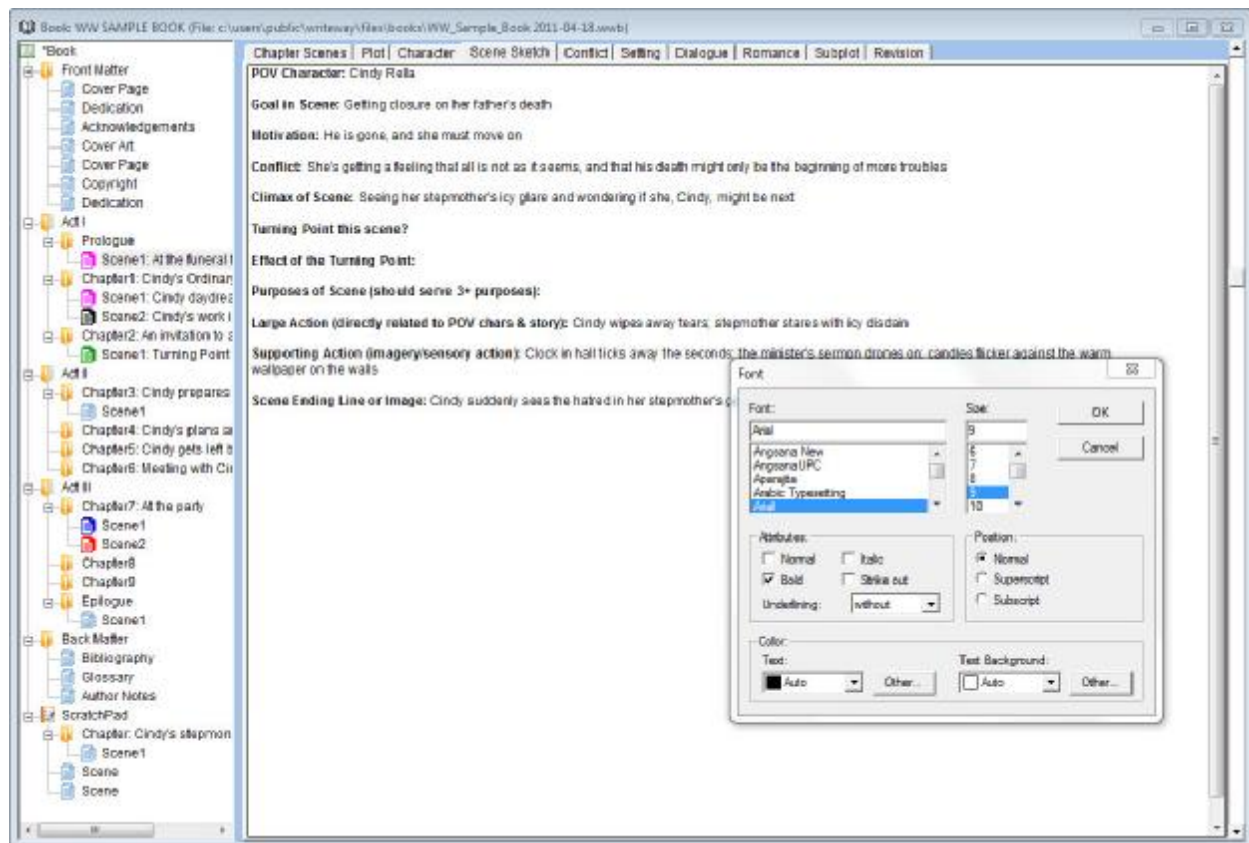 Book: WW SAMPLE BOOK (File: c:\users\public\writeway\files\books\WW_Sample_Book 2011-04-18.wwb)
*Book
Front Matter
Cover Page
Dedication
Acknowledgements
Cover Art
Cover Page
Copyright
Dedication
Act I
Prologue
Scene1: At the funeral
Chapter1: Cindy's Ordinary
Scene1: Cindy daydrea
Scene2: Cindy's work i
Chapter2: An invitation to a
Scene1: Turning Point
Act II
Chapter3: Cindy prepares
Scene1
Chapter4: Cindy's plans
Chapter5: Cindy gets left b
Chapter6: Meeting with Cin
Act III
Chapter7: At the party
Scene1
Scene2
Chapter8
Chapter9
Epilogue
Scene1
Back Matter
Bibliography
Glossary
Author Notes
ScratchPad
Chapter: Cindy's stepmon
Scene1
Scene
Scene
Chapter Scenes | Plot | Character | Scene Sketch | Conflict | Setting | Dialogue | Romance | Subplot | Revision
POV Character: Cindy Rella
Goal in Scene: Getting closure on her father's death
Motivation: He is gone, and she must move on
Conflict: She's getting a feeling that all is not as it seems, and that his death might only be the beginning of more troubles
Climax of Scene: Seeing her stepmother's icy glare and wondering if she, Cindy, might be next
Turning Point this scene?
Effect of the Turning Point:
Purposes of Scene (should serve 3+ purposes):
Large Action (directly related to POV chars & story): Cindy wipes away tears; stepmother stares with icy disdain
Supporting Action (imagery/sensory action): Clock in hall ticks away the seconds; the minister's sermon drones on; candles flicker against the warm
wallpaper on the walls
Scene Ending Line or Image: Cindy suddenly sees the hatred in her stepmother's g
Font
Font:
Arial
Angsana New
AngsanaUPC
Aparajita
Arabic Typesetting
Arial
Size:
9
6
7
8
9
10
OK
Cancel
Attributes:
Normal
Italic
Bold
Strike out
Underlining:
without
Position:
Normal
Superscript
Subscript
Color:
Text:
Auto
Other...
Text Background:
Auto
Other...